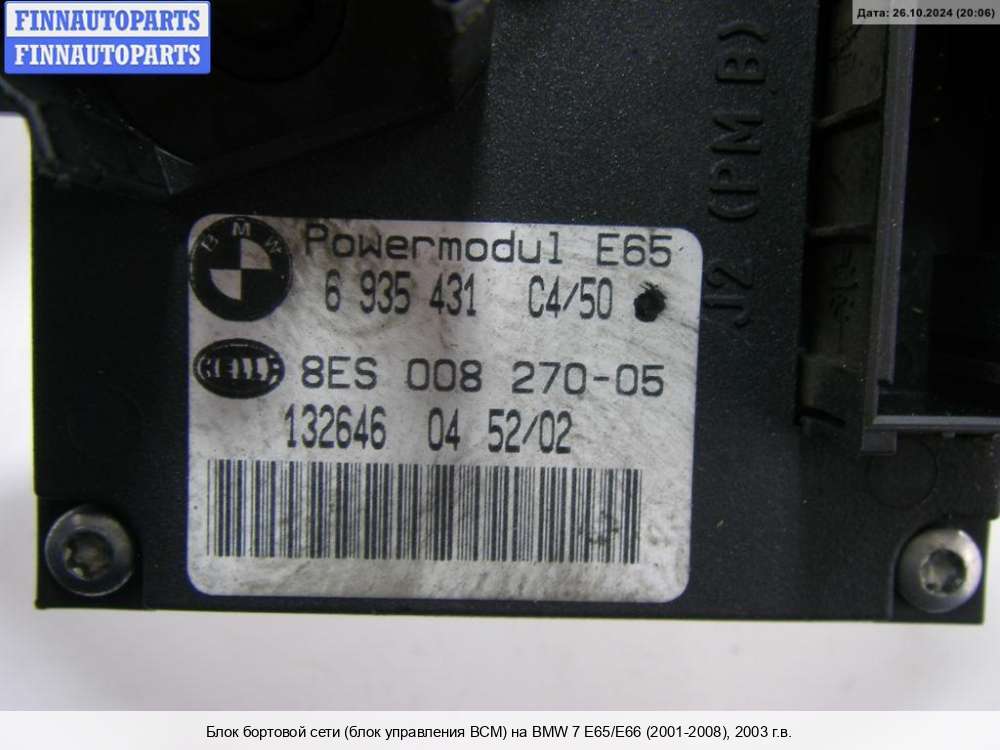 FINNAUTOPARTS
FINNAUTOPARTS
Дата: 26.10.2024 (20:06)
J2 (PMB)
BMW
Powermodul E65
6 935 431 C4/50
HELLA
8ES 008 270-05
132646 04 52/02
Блок бортовой сети (блок управления BCM) на BMW 7 E65/E66 (2001-2008), 2003 г.в.